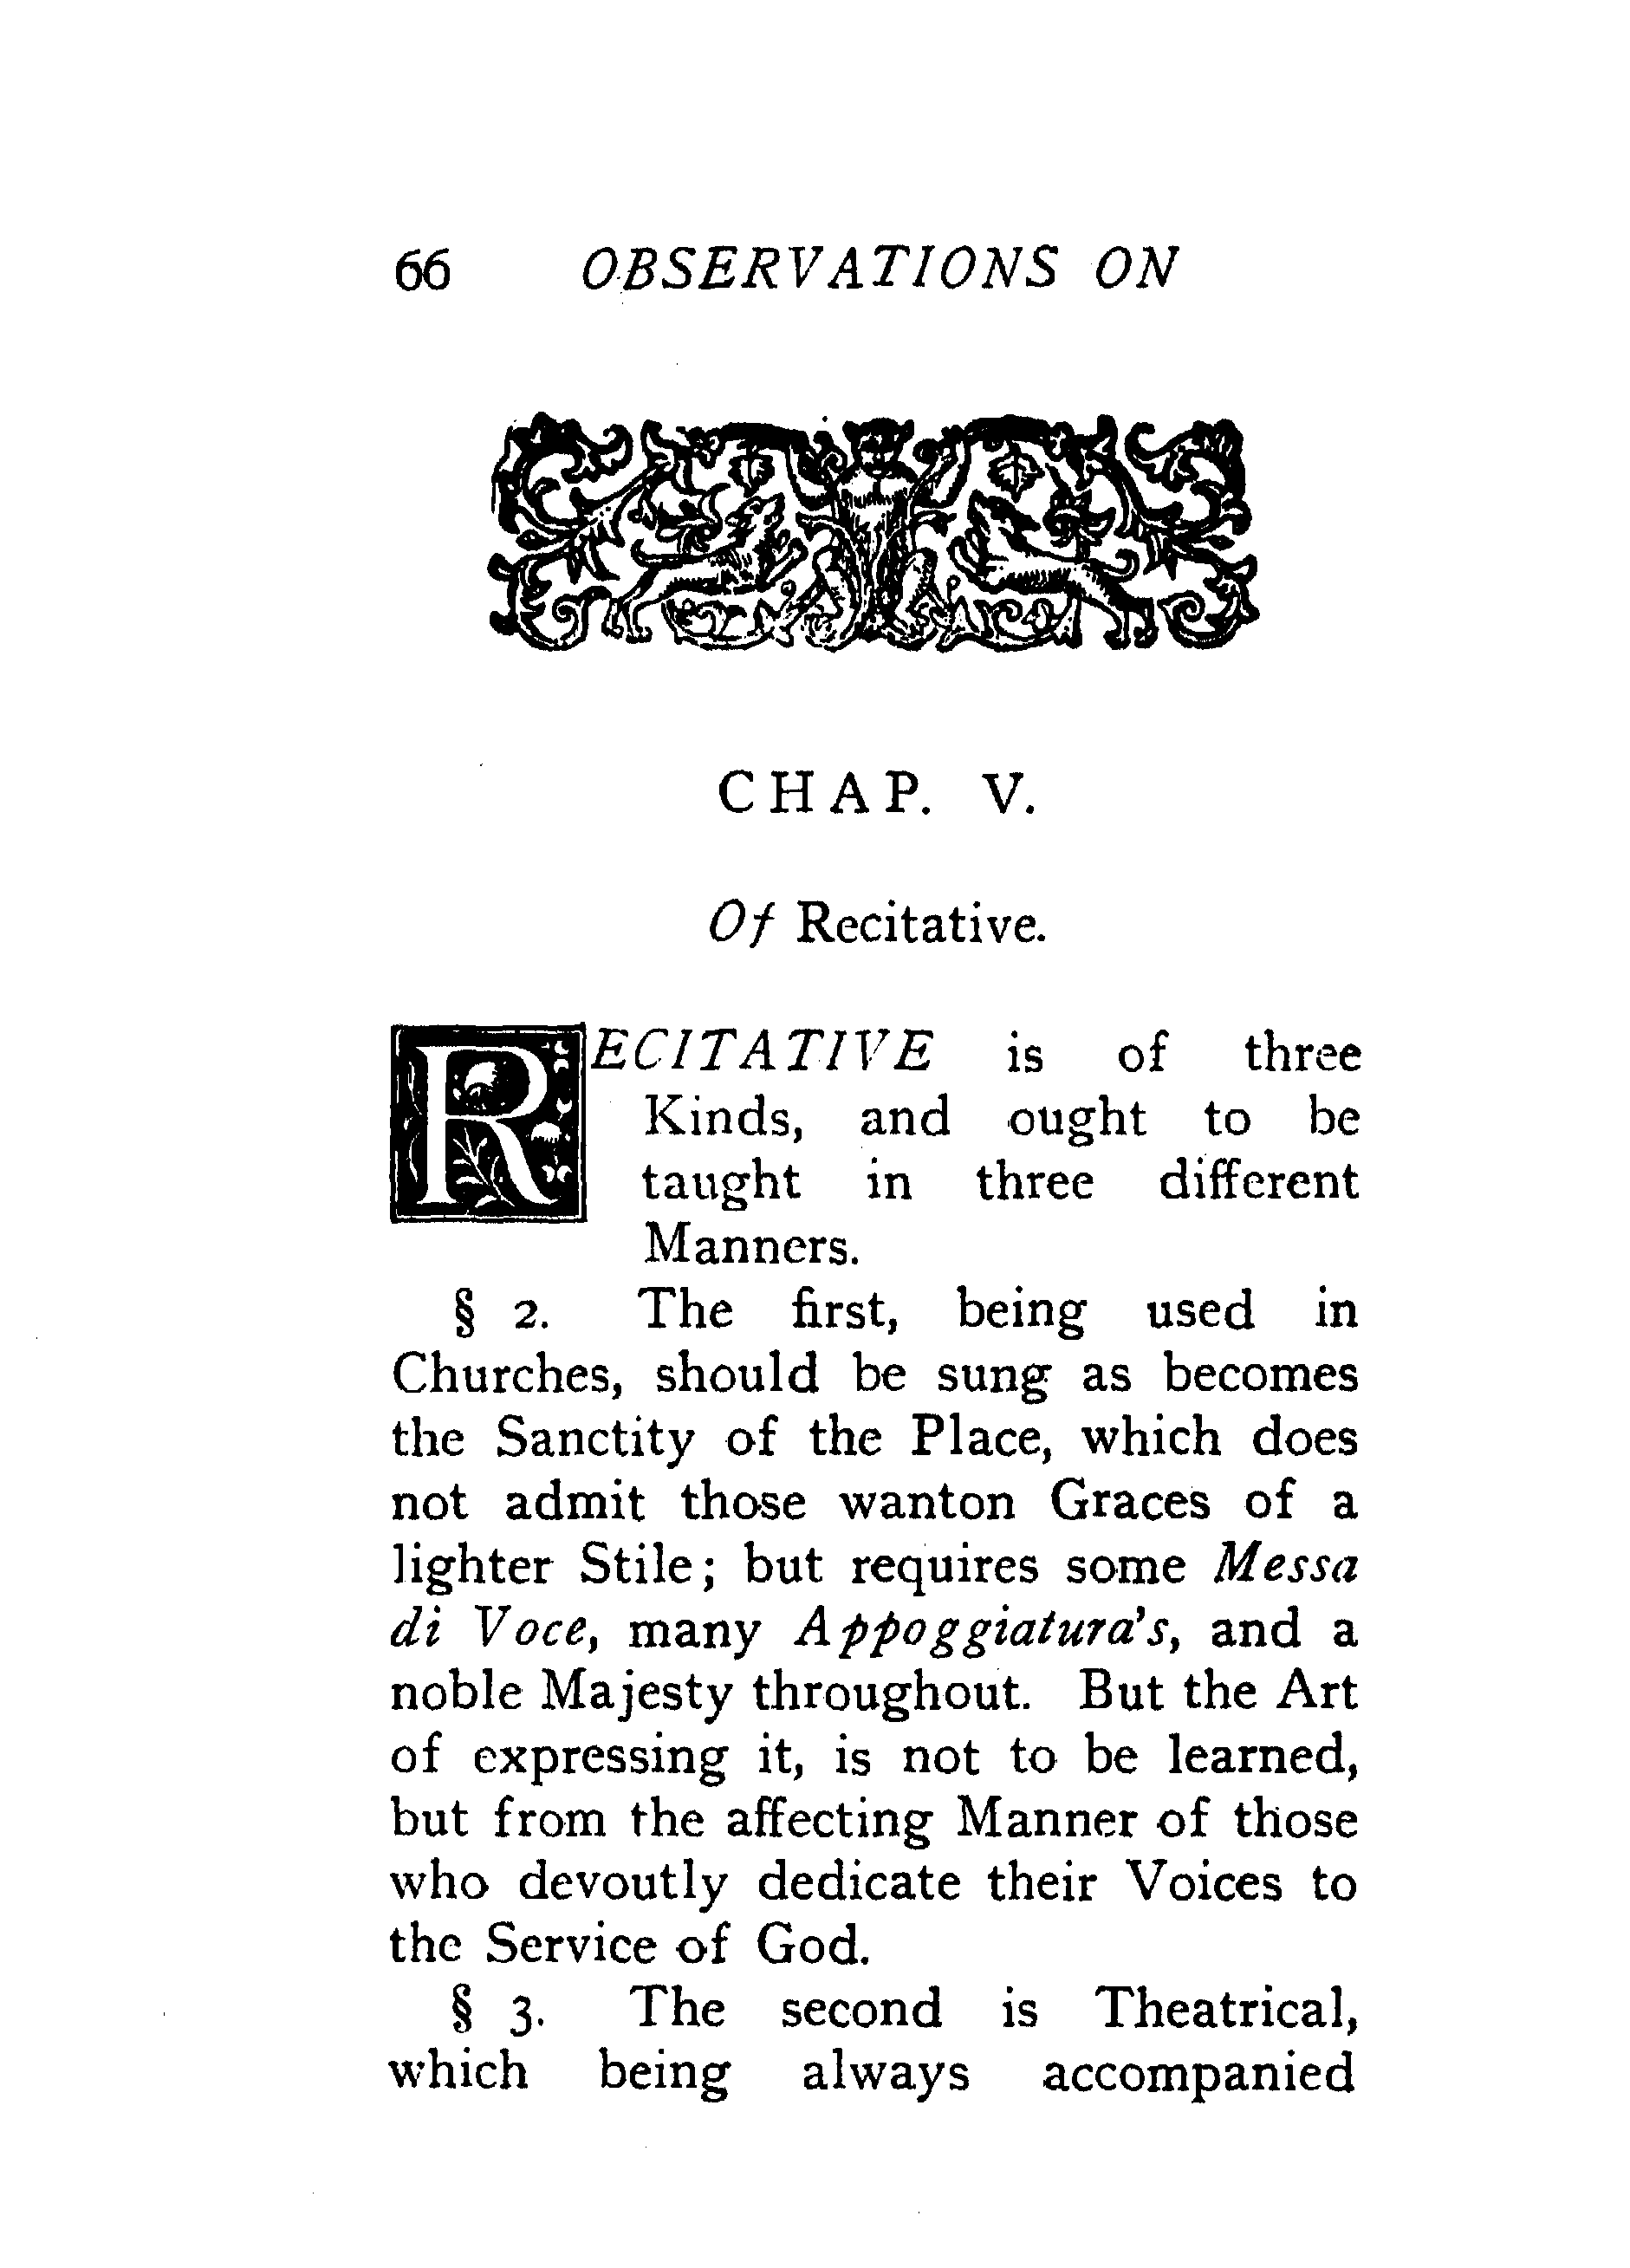 66 OBSERVATIONS ON
CHAP. V.
Of Recitative.
RECITATIVE is of three
Kinds, and ought to be
taught in three different
Manners.
§ 2. The first, being used in
Churches, should be sung as becomes
the Sanctity of the Place, which does
not admit those wanton Graces of a
lighter Stile; but requires some Messa
di Voce, many Appoggiatura's, and a
noble Majesty throughout. But the Art
of expressing it, is not to be learned,
but from the affecting Manner of those
who devoutly dedicate their Voices to
the Service of God.
§ 3. The second is Theatrical,
which being always accompanied